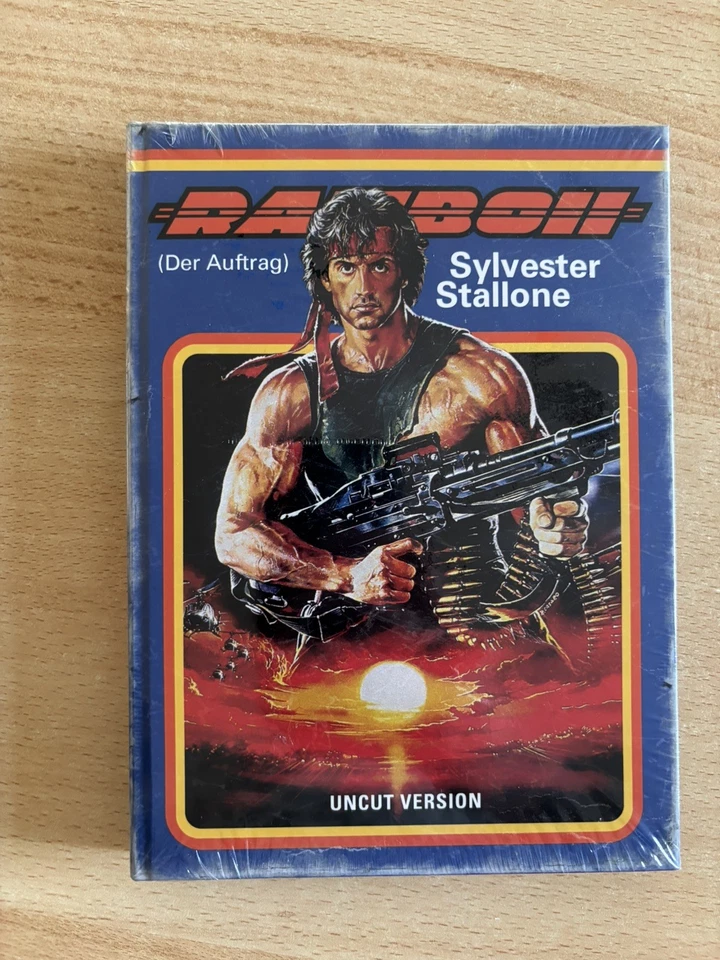 RAMBO II
(Der Auftrag)
Sylvester
Stallone
UNCUT VERSION